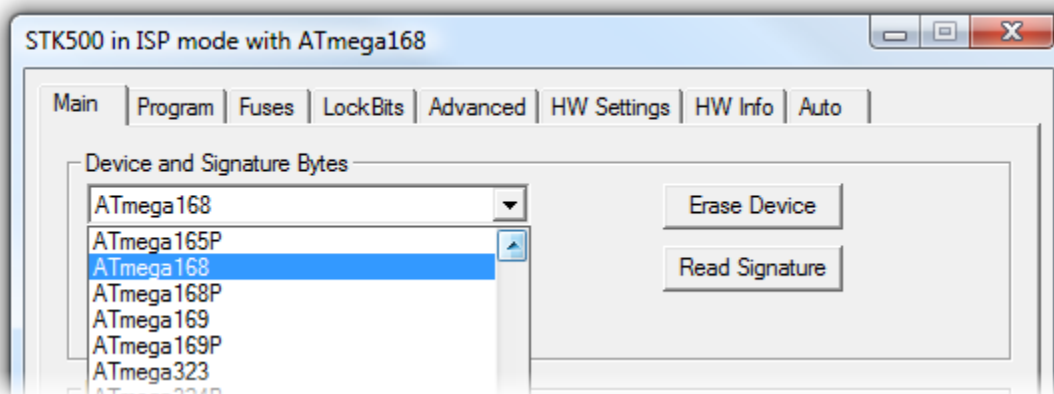 STK500 in ISP mode with ATmega168
Main Program Fuses LockBits Advanced HW Settings HW Info Auto
Device and Signature Bytes
ATmega168 Erase Device
ATmega165P
ATmega168 Read Signature
ATmega168P
ATmega169
ATmega169P
ATmega323